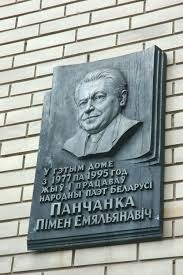 У ГЭТЫМ ДОМЕ
З 1977 ПА 1995 ГОД
ЖЫЎ І ПРАЦАВАЎ
НАРОДНЫ ПАЭТ БЕЛАРУСІ
ПАНЧАНКА
ПІМЕН ЕМЯЛЬЯНАВІЧ